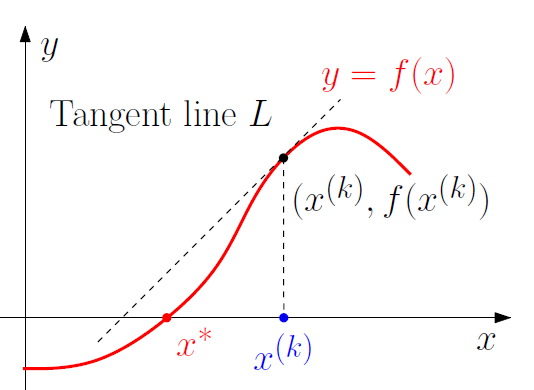 y
y = f(x)
Tangent line L
(x^(k), f(x^(k))
x*
x^(k)
x